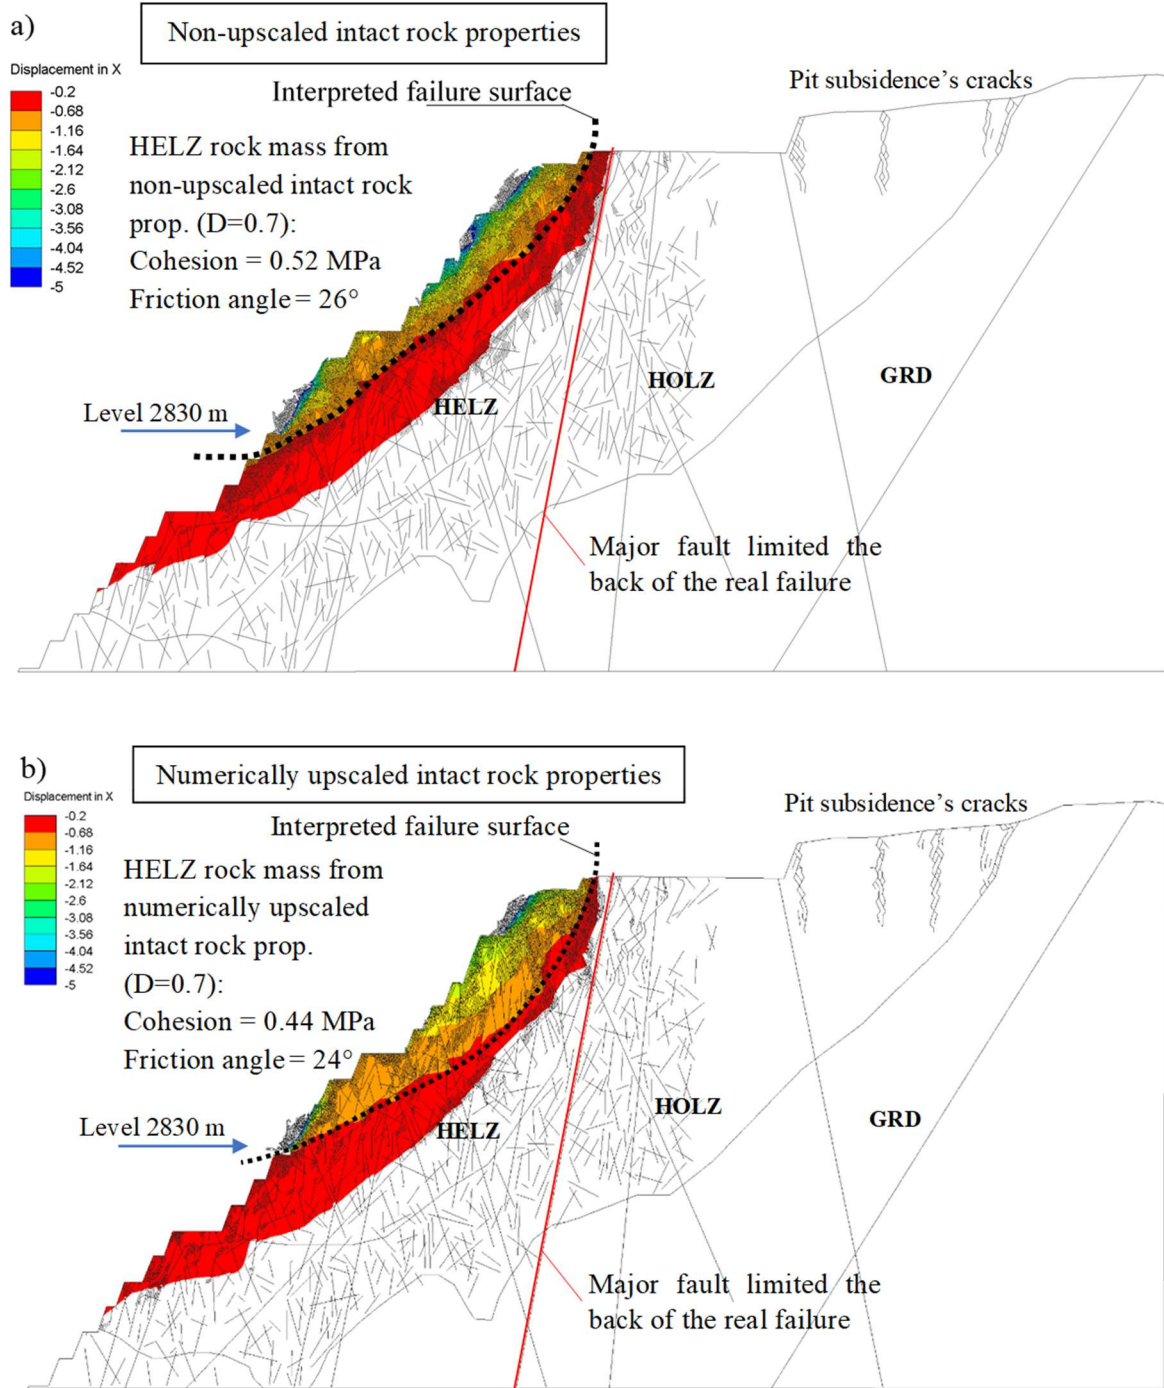 a)
Non-upscaled intact rock properties
Displacement in X
-0.2
-0.68
-1.16
-1.64
-2.12
-2.6
-3.08
-3.56
-4.04
-4.52
-5
Interpreted failure surface
Pit subsidence's cracks
HELZ rock mass from
non-upscaled intact rock
prop. (D=0.7):
Cohesion = 0.52 MPa
Friction angle = 26°
Level 2830 m
HELZ
HOLZ
GRD
Major fault limited the
back of the real failure
b)
Numerically upscaled intact rock properties
Displacement in X
-0.2
-0.68
-1.16
-1.64
-2.12
-2.6
-3.08
-3.56
-4.04
-4.52
-5
Interpreted failure surface
Pit subsidence's cracks
HELZ rock mass from
numerically upscaled
intact rock prop.
(D=0.7):
Cohesion = 0.44 MPa
Friction angle = 24°
Level 2830 m
HELZ
HOLZ
GRD
Major fault limited the
back of the real failure